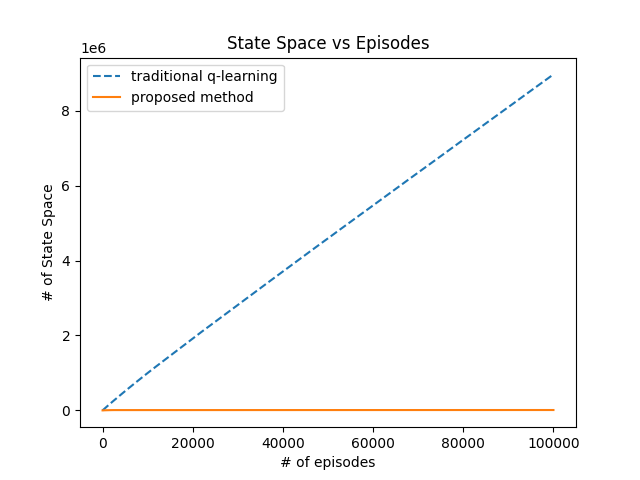 State Space vs Episodes
1e6
traditional q-learning
proposed method
8
6
4
2
0
# of State Space
0 20000 40000 60000 80000 100000
# of episodes